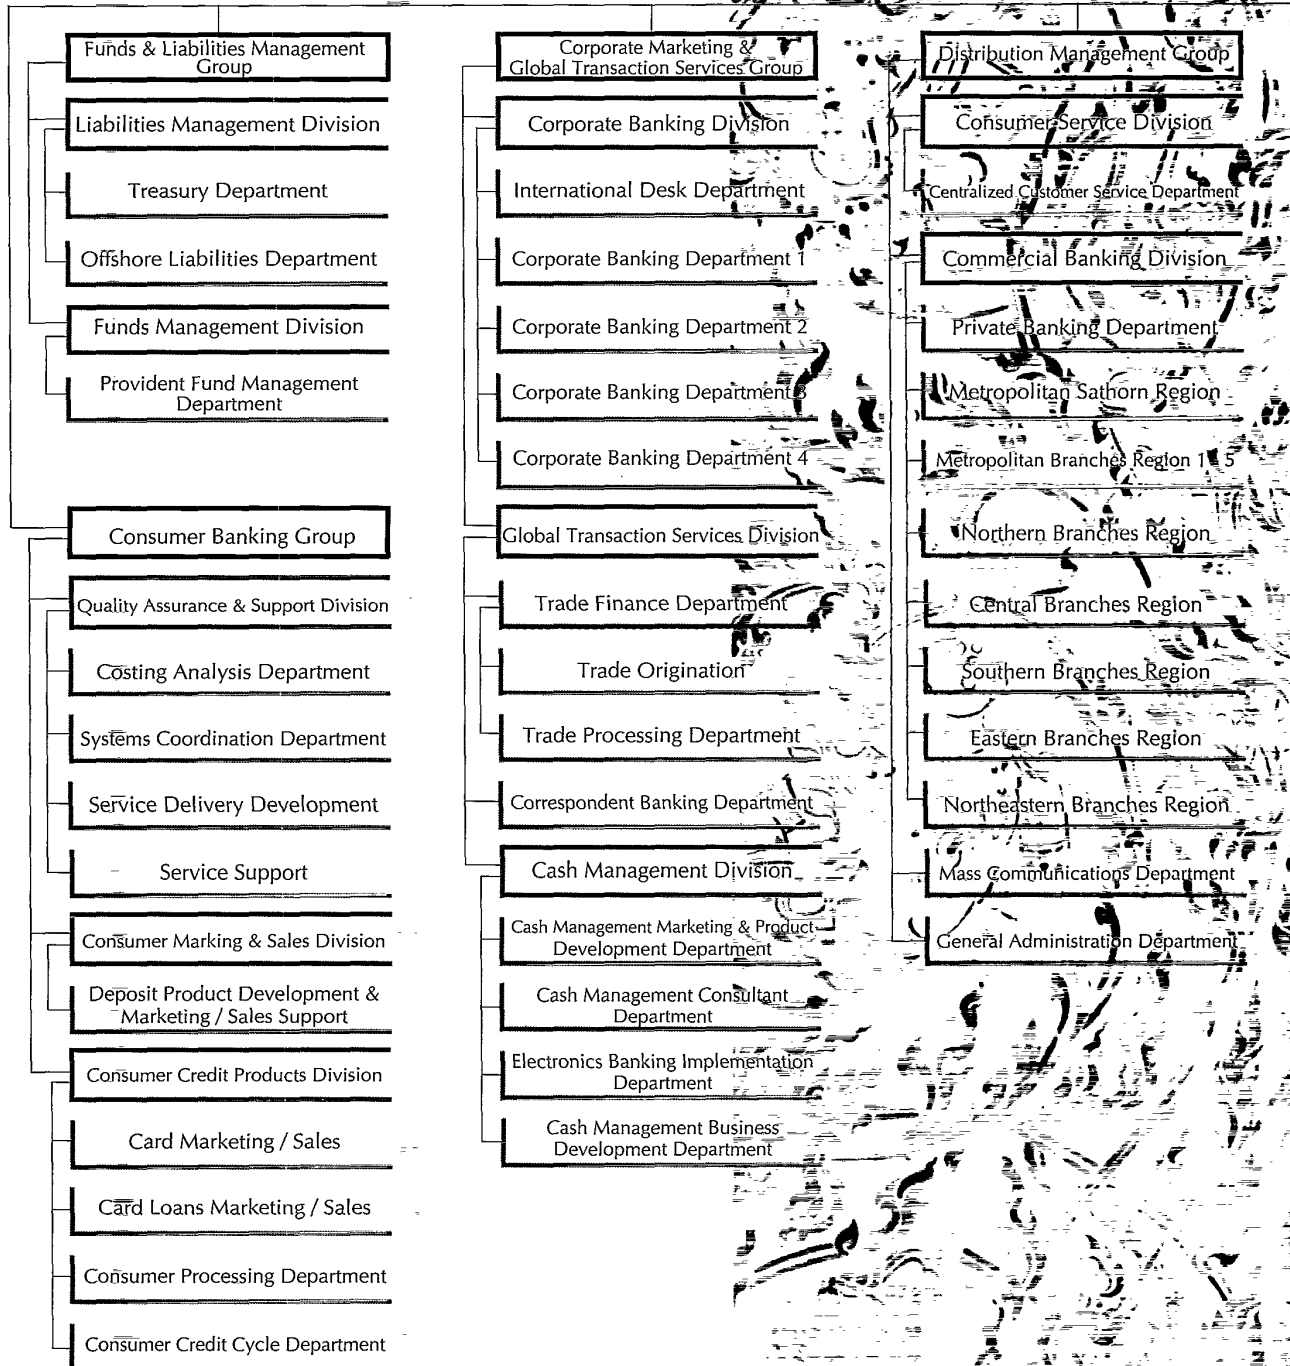 Funds & Liabilities Management
Group
Liabilities Management Division
Treasury Department
Offshore Liabilities Department
Funds Management Division
Provident Fund Management
Department
Consumer Banking Group
Quality Assurance & Support Division
Costing Analysis Department
Systems Coordination Department
Service Delivery Development
Service Support
Consumer Marking & Sales Division
Deposit Product Development &
Marketing / Sales Support
Consumer Credit Products Division
Card Marketing / Sales
Card Loans Marketing / Sales
Consumer Processing Department
Consumer Credit Cycle Department
Corporate Marketing &
Global Transaction Services Group
Corporate Banking Division
International Desk Department
Corporate Banking Department 1
Corporate Banking Department 2
Corporate Banking Department 3
Corporate Banking Department 4
Global Transaction Services Division
Trade Finance Department
Trade Origination
Trade Processing Department
Correspondent Banking Department
Cash Management Division
Cash Management Marketing & Product
Development Department
Cash Management Consultant
Department
Electronics Banking Implementation
Department
Cash Management Business
Development Department
Distribution Management Group
Consumer Service Division
Centralized Customer Service Department
Commercial Banking Division
Private Banking Department
Metropolitan Sathorn Region
Metropolitan Branches Region 1 - 5
Northern Branches Region
Central Branches Region
Southern Branches Region
Eastern Branches Region
Northeastern Branches Region
Mass Communications Department
General Administration Department